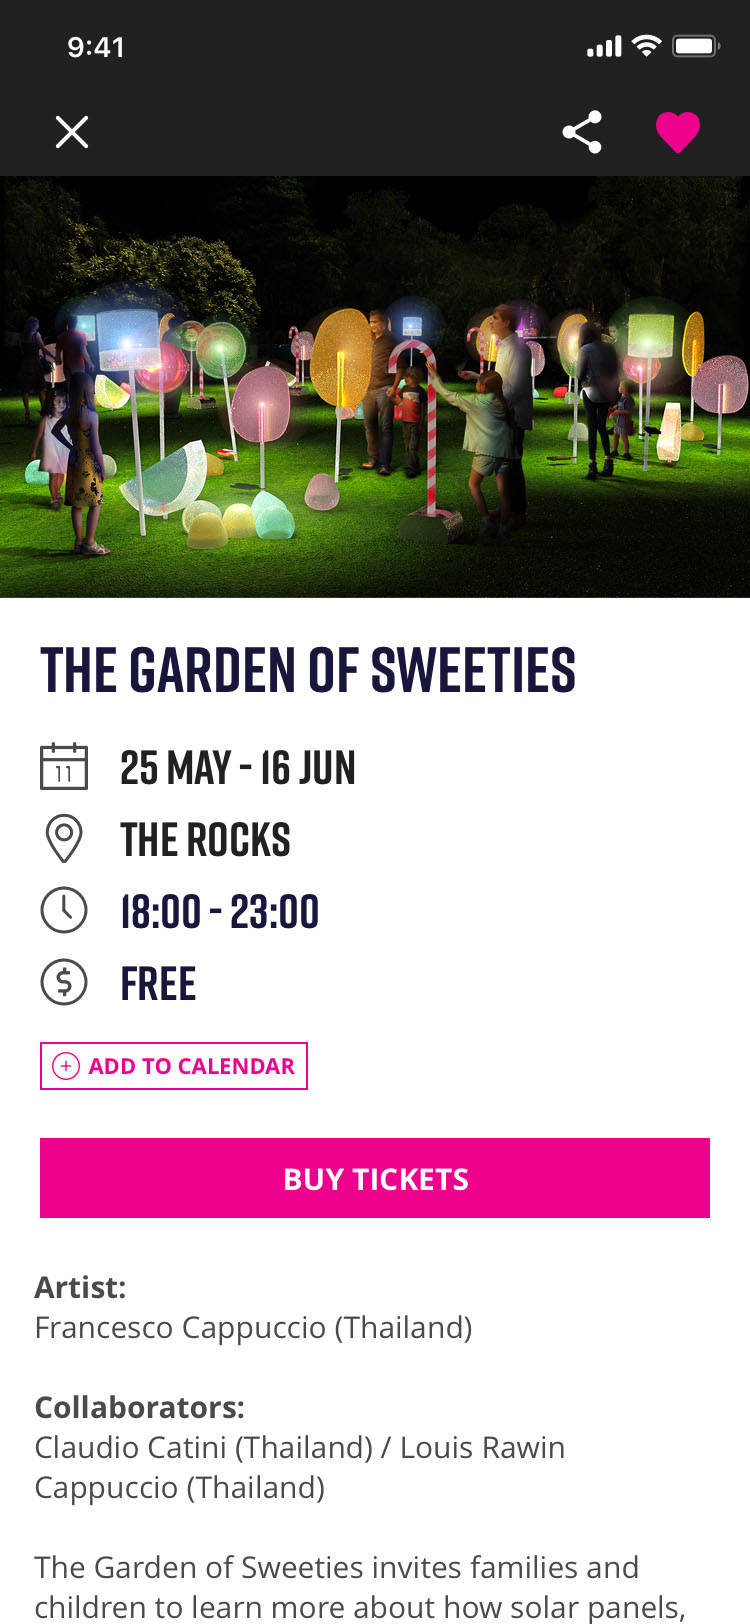 9:41
THE GARDEN OF SWEETIES
11
25 MAY - 16 JUN
THE ROCKS
18:00 - 23:00
$
FREE
+ ADD TO CALENDAR
BUY TICKETS
Artist:
Francesco Cappuccio (Thailand)
Collaborators:
Claudio Catini (Thailand) / Louis Rawin
Cappuccio (Thailand)
The Garden of Sweeties invites families and
children to learn more about how solar panels,